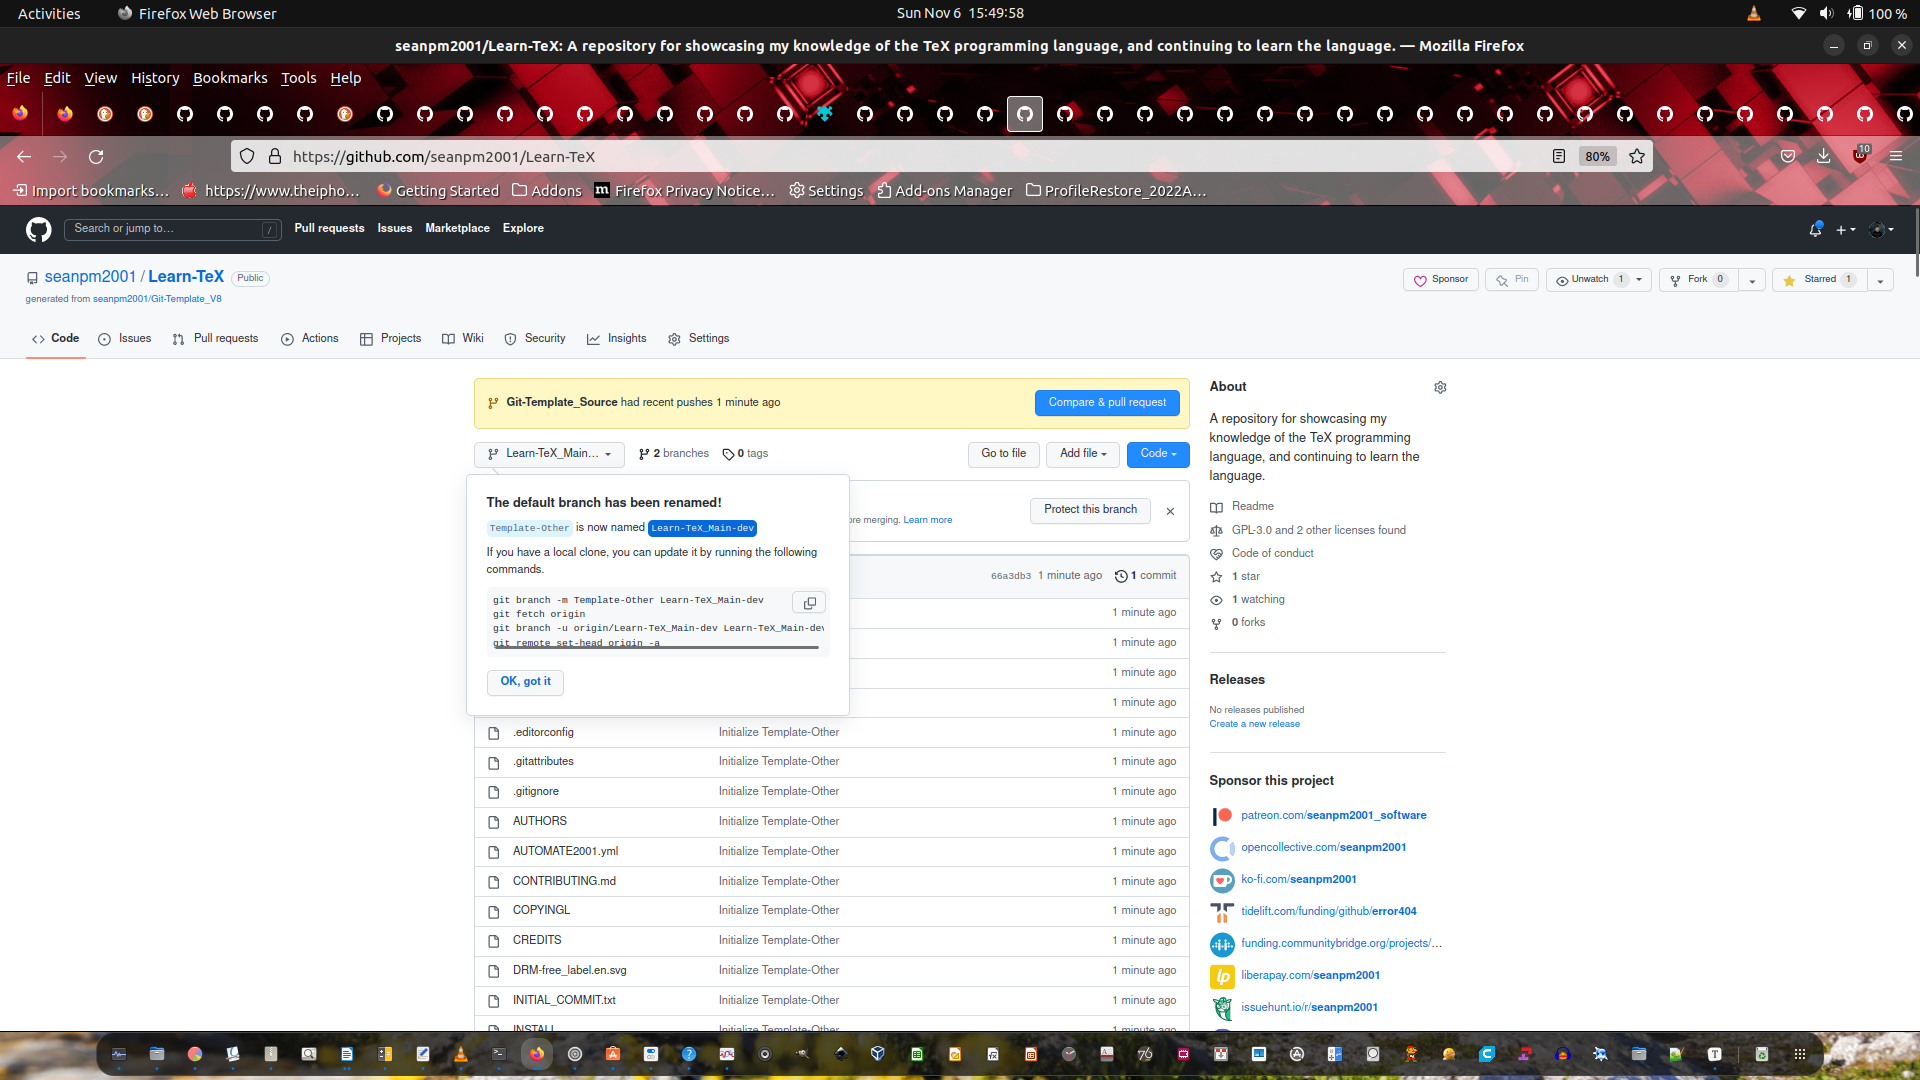 Activities
Firefox Web Browser
Sun Nov 6 15:49:58
100 %
seanpm2001/Learn-TeX: A repository for showcasing my knowledge of the TeX programming language, and continuing to learn the language. — Mozilla Firefox
File Edit View History Bookmarks Tools Help
https://github.com/seanpm2001/Learn-TeX
80%
10
Import bookmarks…
https://www.theipho…
Getting Started
Addons
Firefox Privacy Notice…
Settings
Add-ons Manager
ProfileRestore_2022A…
Search or jump to…
/
Pull requests Issues Marketplace Explore
seanpm2001 / Learn-TeX Public
generated from seanpm2001/Git-Template_V8
Sponsor
Pin
Unwatch 1
Fork 0
Starred 1
Code
Issues
Pull requests
Actions
Projects
Wiki
Security
Insights
Settings
Git-Template_Source had recent pushes 1 minute ago
Compare & pull request
Learn-TeX_Main…
2 branches
0 tags
Go to file
Add file
Code
The default branch has been renamed!
Template-Other is now named Learn-TeX_Main-dev
If you have a local clone, you can update it by running the following
commands.
git branch -m Template-Other Learn-TeX_Main-dev
git fetch origin
git branch -u origin/Learn-TeX_Main-dev Learn-TeX_Main-dev
git remote set-head origin -a
OK, got it
ore merging. Learn more
Protect this branch
66a3db3 1 minute ago 1 commit
1 minute ago
1 minute ago
1 minute ago
1 minute ago
.editorconfig Initialize Template-Other 1 minute ago
.gitattributes Initialize Template-Other 1 minute ago
.gitignore Initialize Template-Other 1 minute ago
AUTHORS Initialize Template-Other 1 minute ago
AUTOMATE2001.yml Initialize Template-Other 1 minute ago
CONTRIBUTING.md Initialize Template-Other 1 minute ago
COPYINGL Initialize Template-Other 1 minute ago
CREDITS Initialize Template-Other 1 minute ago
DRM-free_label.en.svg Initialize Template-Other 1 minute ago
INITIAL_COMMIT.txt Initialize Template-Other 1 minute ago
INSTALL Initialize Template-Other 1 minute ago
About
A repository for showcasing my
knowledge of the TeX programming
language, and continuing to learn the
language.
Readme
GPL-3.0 and 2 other licenses found
Code of conduct
1 star
1 watching
0 forks
Releases
No releases published
Create a new release
Sponsor this project
patreon.com/seanpm2001_software
opencollective.com/seanpm2001
ko-fi.com/seanpm2001
tidelift.com/funding/github/error404
funding.communitybridge.org/projects/…
liberapay.com/seanpm2001
issuehunt.io/r/seanpm2001